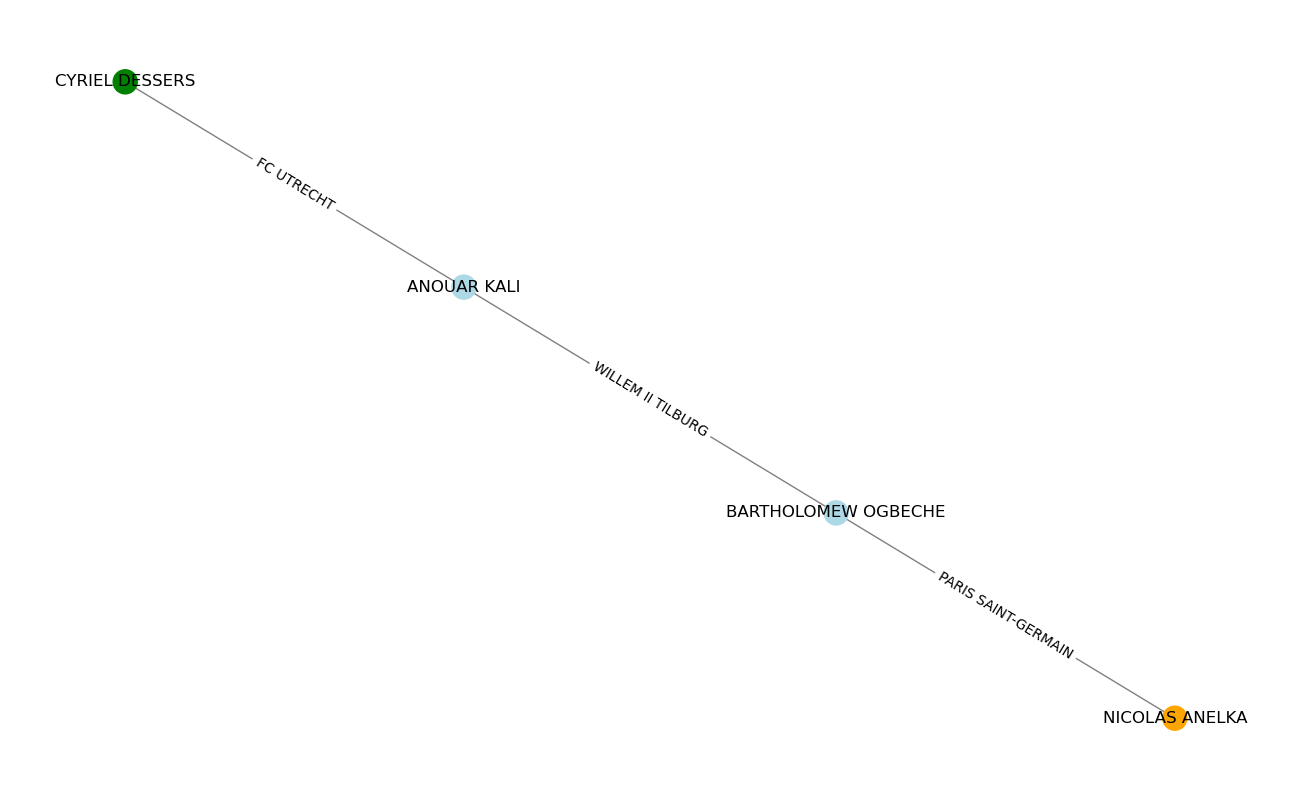 CYRIEL DESSERS
FC UTRECHT
ANOUAR KALI
WILLEM II TILBURG
BARTHOLOMEW OGBECHE
PARIS SAINT-GERMAIN
NICOLAS ANELKA